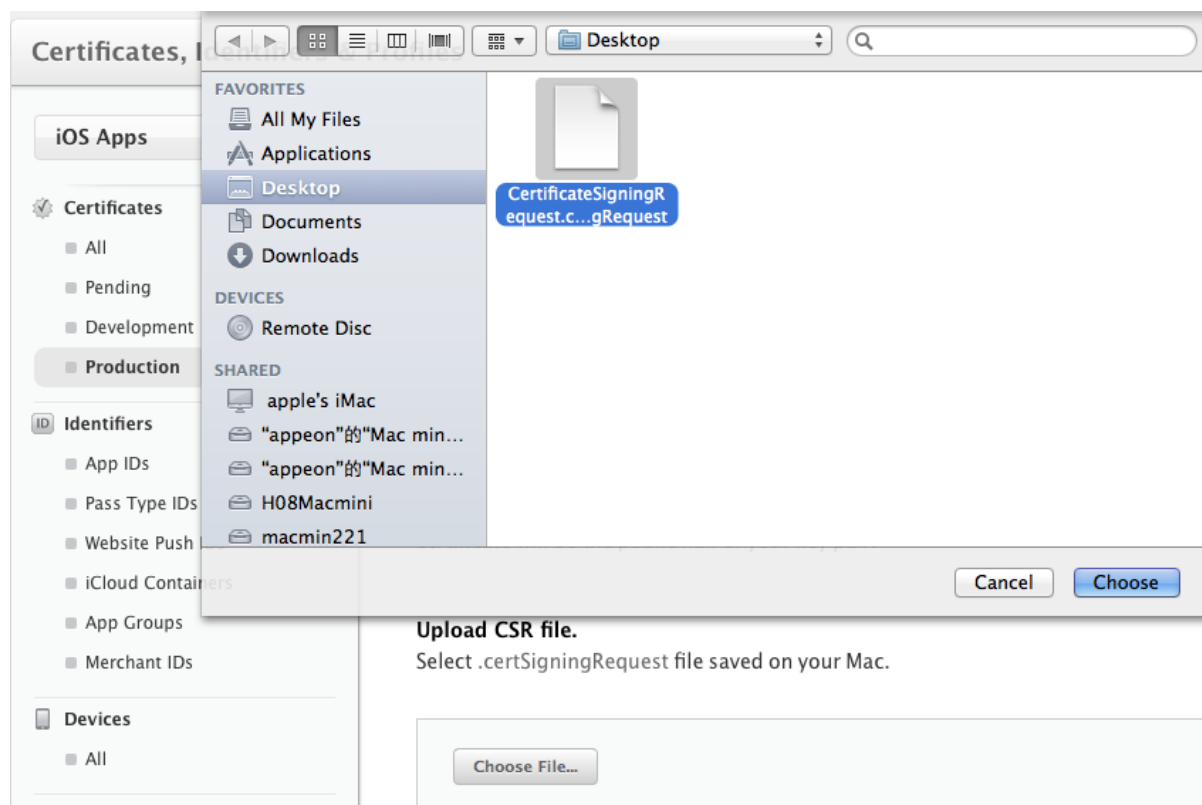 Certificates, Identifiers & Profiles
Desktop
iOS Apps
Certificates
All
Pending
Development
Production
Identifiers
App IDs
Pass Type IDs
Website Push
iCloud Containers
App Groups
Merchant IDs
Devices
All
FAVORITES
All My Files
Applications
Desktop
Documents
Downloads
DEVICES
Remote Disc
SHARED
apple's iMac
“appeon”的“Mac min...
“appeon”的“Mac min...
H08Macmini
macmin221
CertificateSigningR
equest.c...gRequest
Cancel
Choose
Upload CSR file.
Select .certSigningRequest file saved on your Mac.
Choose File...